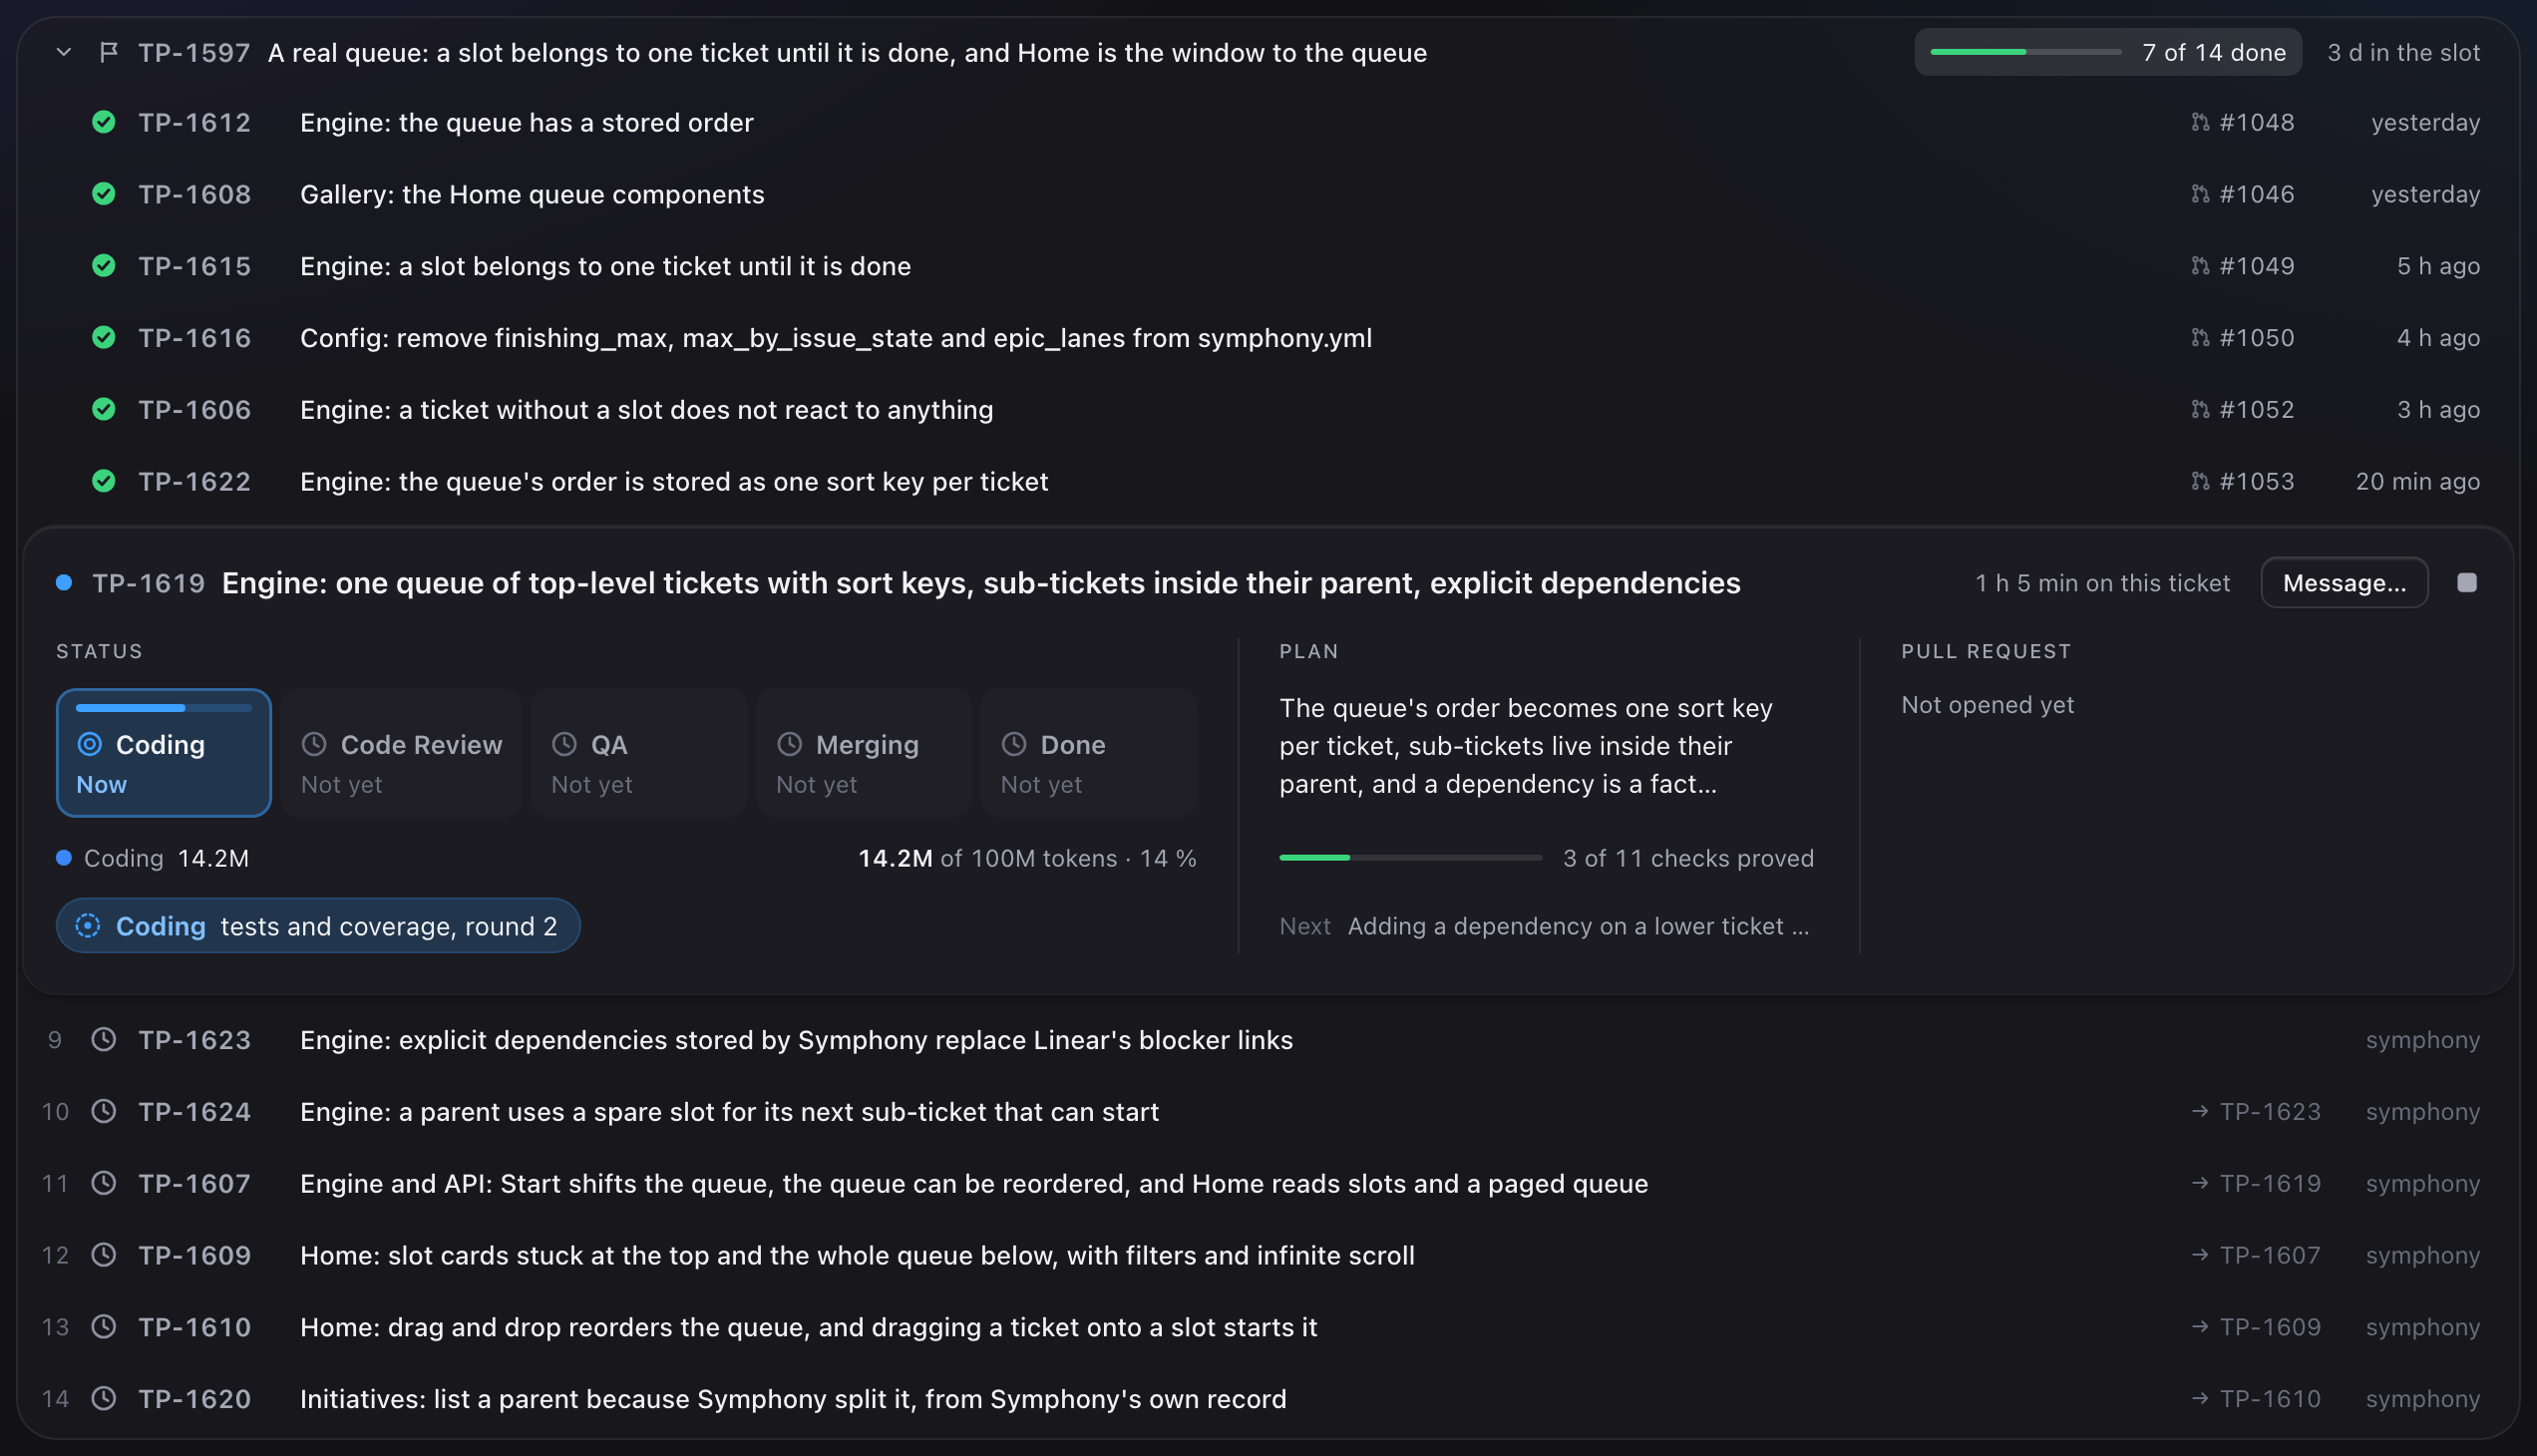 TP-1597 A real queue: a slot belongs to one ticket until it is done, and Home is the window to the queue 7 of 14 done 3 d in the slot
TP-1612 Engine: the queue has a stored order #1048 yesterday
TP-1608 Gallery: the Home queue components #1046 yesterday
TP-1615 Engine: a slot belongs to one ticket until it is done #1049 5 h ago
TP-1616 Config: remove finishing_max, max_by_issue_state and epic_lanes from symphony.yml #1050 4 h ago
TP-1606 Engine: a ticket without a slot does not react to anything #1052 3 h ago
TP-1622 Engine: the queue's order is stored as one sort key per ticket #1053 20 min ago
TP-1619 Engine: one queue of top-level tickets with sort keys, sub-tickets inside their parent, explicit dependencies 1 h 5 min on this ticket Message...
STATUS
Coding
Now
Code Review
Not yet
QA
Not yet
Merging
Not yet
Done
Not yet
Coding 14.2M 14.2M of 100M tokens · 14 %
Coding tests and coverage, round 2
PLAN
The queue's order becomes one sort key
per ticket, sub-tickets live inside their
parent, and a dependency is a fact...
3 of 11 checks proved
Next Adding a dependency on a lower ticket ...
PULL REQUEST
Not opened yet
9 TP-1623 Engine: explicit dependencies stored by Symphony replace Linear's blocker links symphony
10 TP-1624 Engine: a parent uses a spare slot for its next sub-ticket that can start → TP-1623 symphony
11 TP-1607 Engine and API: Start shifts the queue, the queue can be reordered, and Home reads slots and a paged queue → TP-1619 symphony
12 TP-1609 Home: slot cards stuck at the top and the whole queue below, with filters and infinite scroll → TP-1607 symphony
13 TP-1610 Home: drag and drop reorders the queue, and dragging a ticket onto a slot starts it → TP-1609 symphony
14 TP-1620 Initiatives: list a parent because Symphony split it, from Symphony's own record → TP-1610 symphony